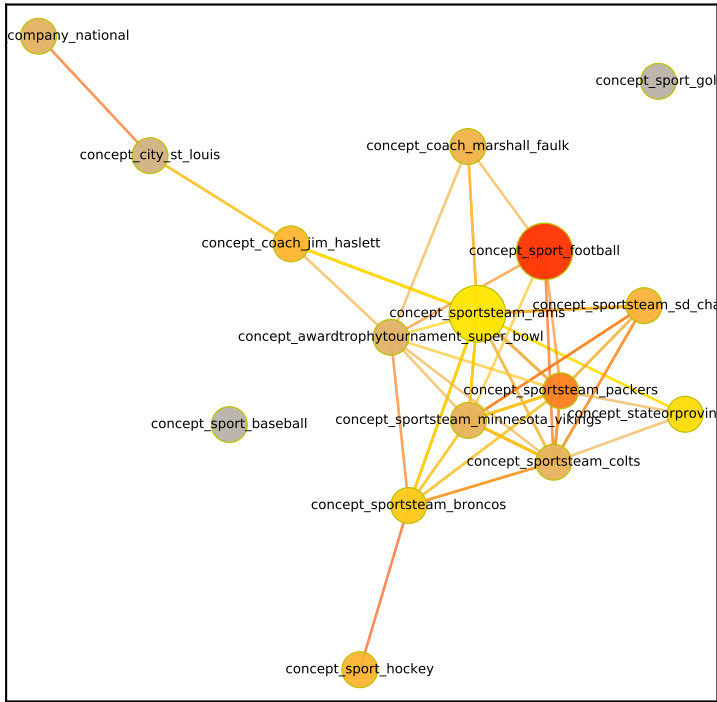 company_national
concept_sport_gol
concept_coach_marshall_faulk
concept_city_st_louis
concept_coach_jim_haslett
concept_sport_football
concept_sportsteam_sd_cha
concept_sportsteam_rams
concept_awardtrophytournament_super_bowl
concept_sportsteam_packers
concept_stateorprovin
concept_sportsteam_minnesota_vikings
concept_sport_baseball
concept_sportsteam_colts
concept_sportsteam_broncos
concept_sport_hockey